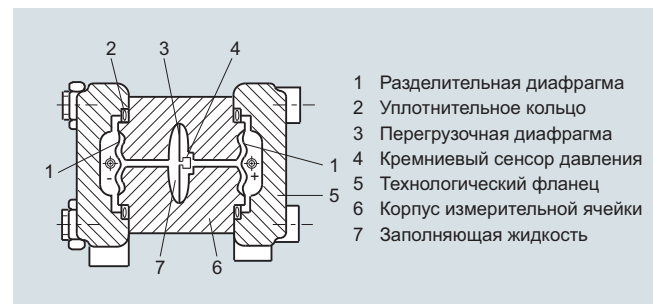 2 3 4
1 Разделительная диафрагма
2 Уплотнительное кольцо
3 Перегрузочная диафрагма
4 Кремниевый сенсор давления
5 Технологический фланец
6 Корпус измерительной ячейки
7 Заполняющая жидкость
1 - + 1
5
7 6